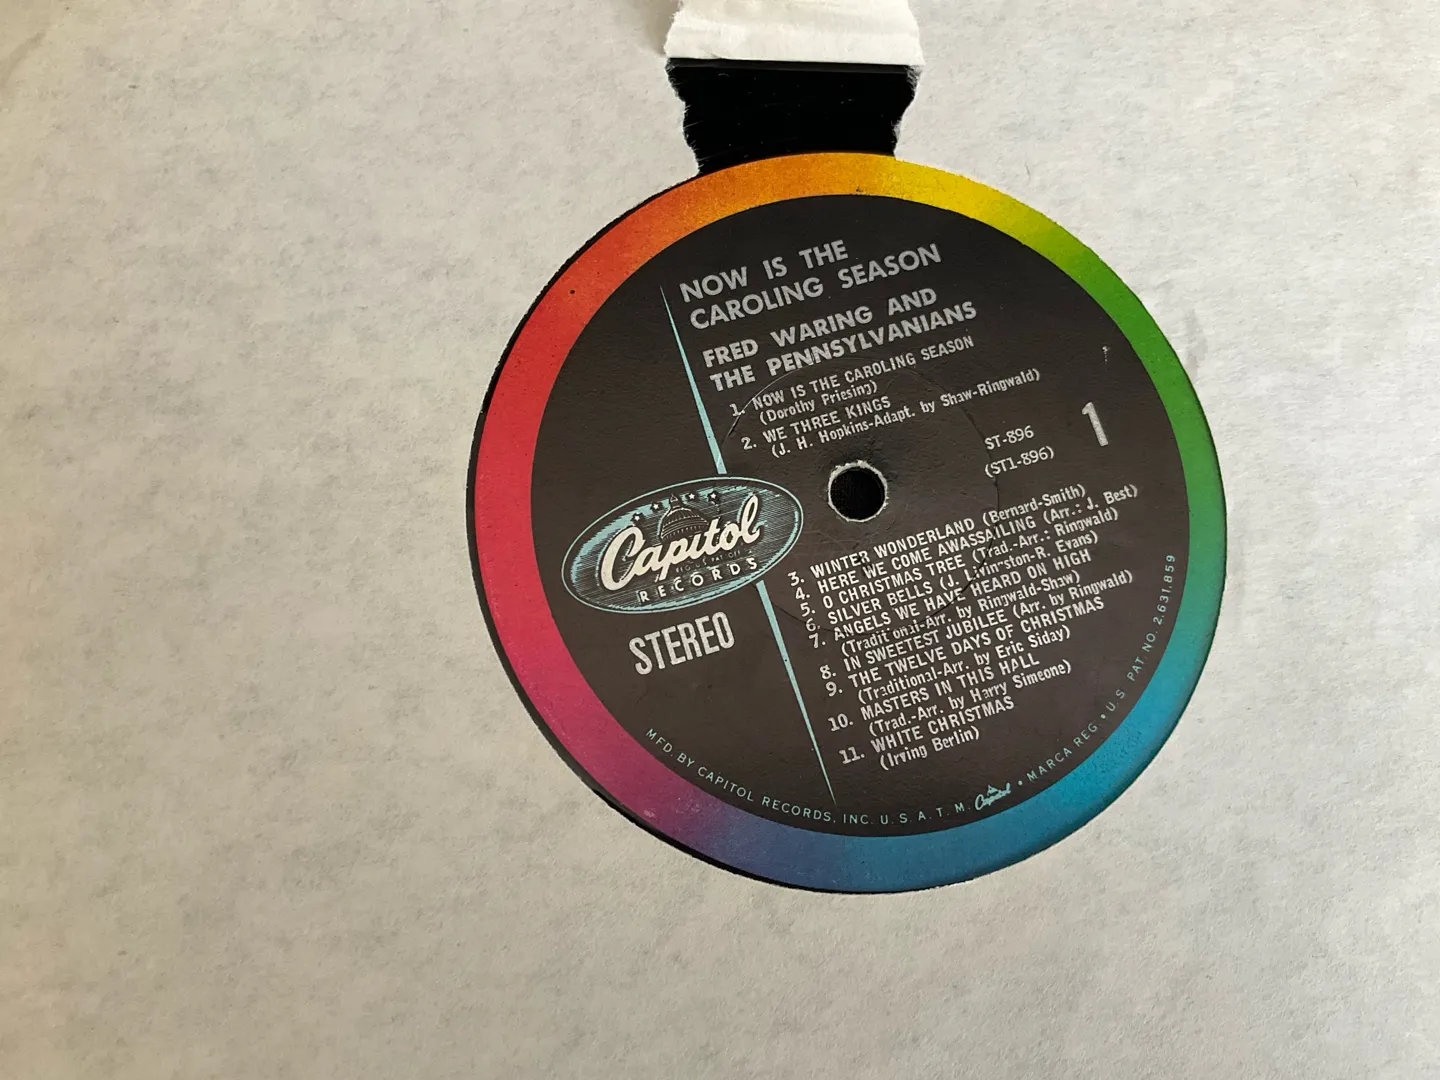 NOW IS THE
CAROLING SEASON
FRED WARING AND
THE PENNSYLVANIANS
1. NOW IS THE CAROLING SEASON
(Dorothy Priesing)
2. WE THREE KINGS
(J. H. Hopkins-Adapt. by Shaw-Ringwald)
ST-896
(ST1-896)
1
Capitol
REG. U.S. PAT. OFF.
RECORDS
STEREO
3. WINTER WONDERLAND (Bernard-Smith)
4. HERE WE COME AWASSAILING (Arr.: J. Best)
5. O CHRISTMAS TREE (Trad.-Arr.: Ringwald)
6. SILVER BELLS (J. Livingston-R. Evans)
7. ANGELS WE HAVE HEARD ON HIGH
(Traditional-Arr. by Ringwald-Shaw)
8. IN SWEETEST JUBILEE (Arr. by Ringwald)
9. THE TWELVE DAYS OF CHRISTMAS
(Traditional-Arr. by Eric Siday)
10. MASTERS IN THIS HALL
(Trad.-Arr. by Harry Simeone)
11. WHITE CHRISTMAS
(Irving Berlin)
MFD. BY CAPITOL RECORDS, INC. U.S.A. T.M. Capitol • MARCA REG. • U.S. PAT. NO. 2,631,859